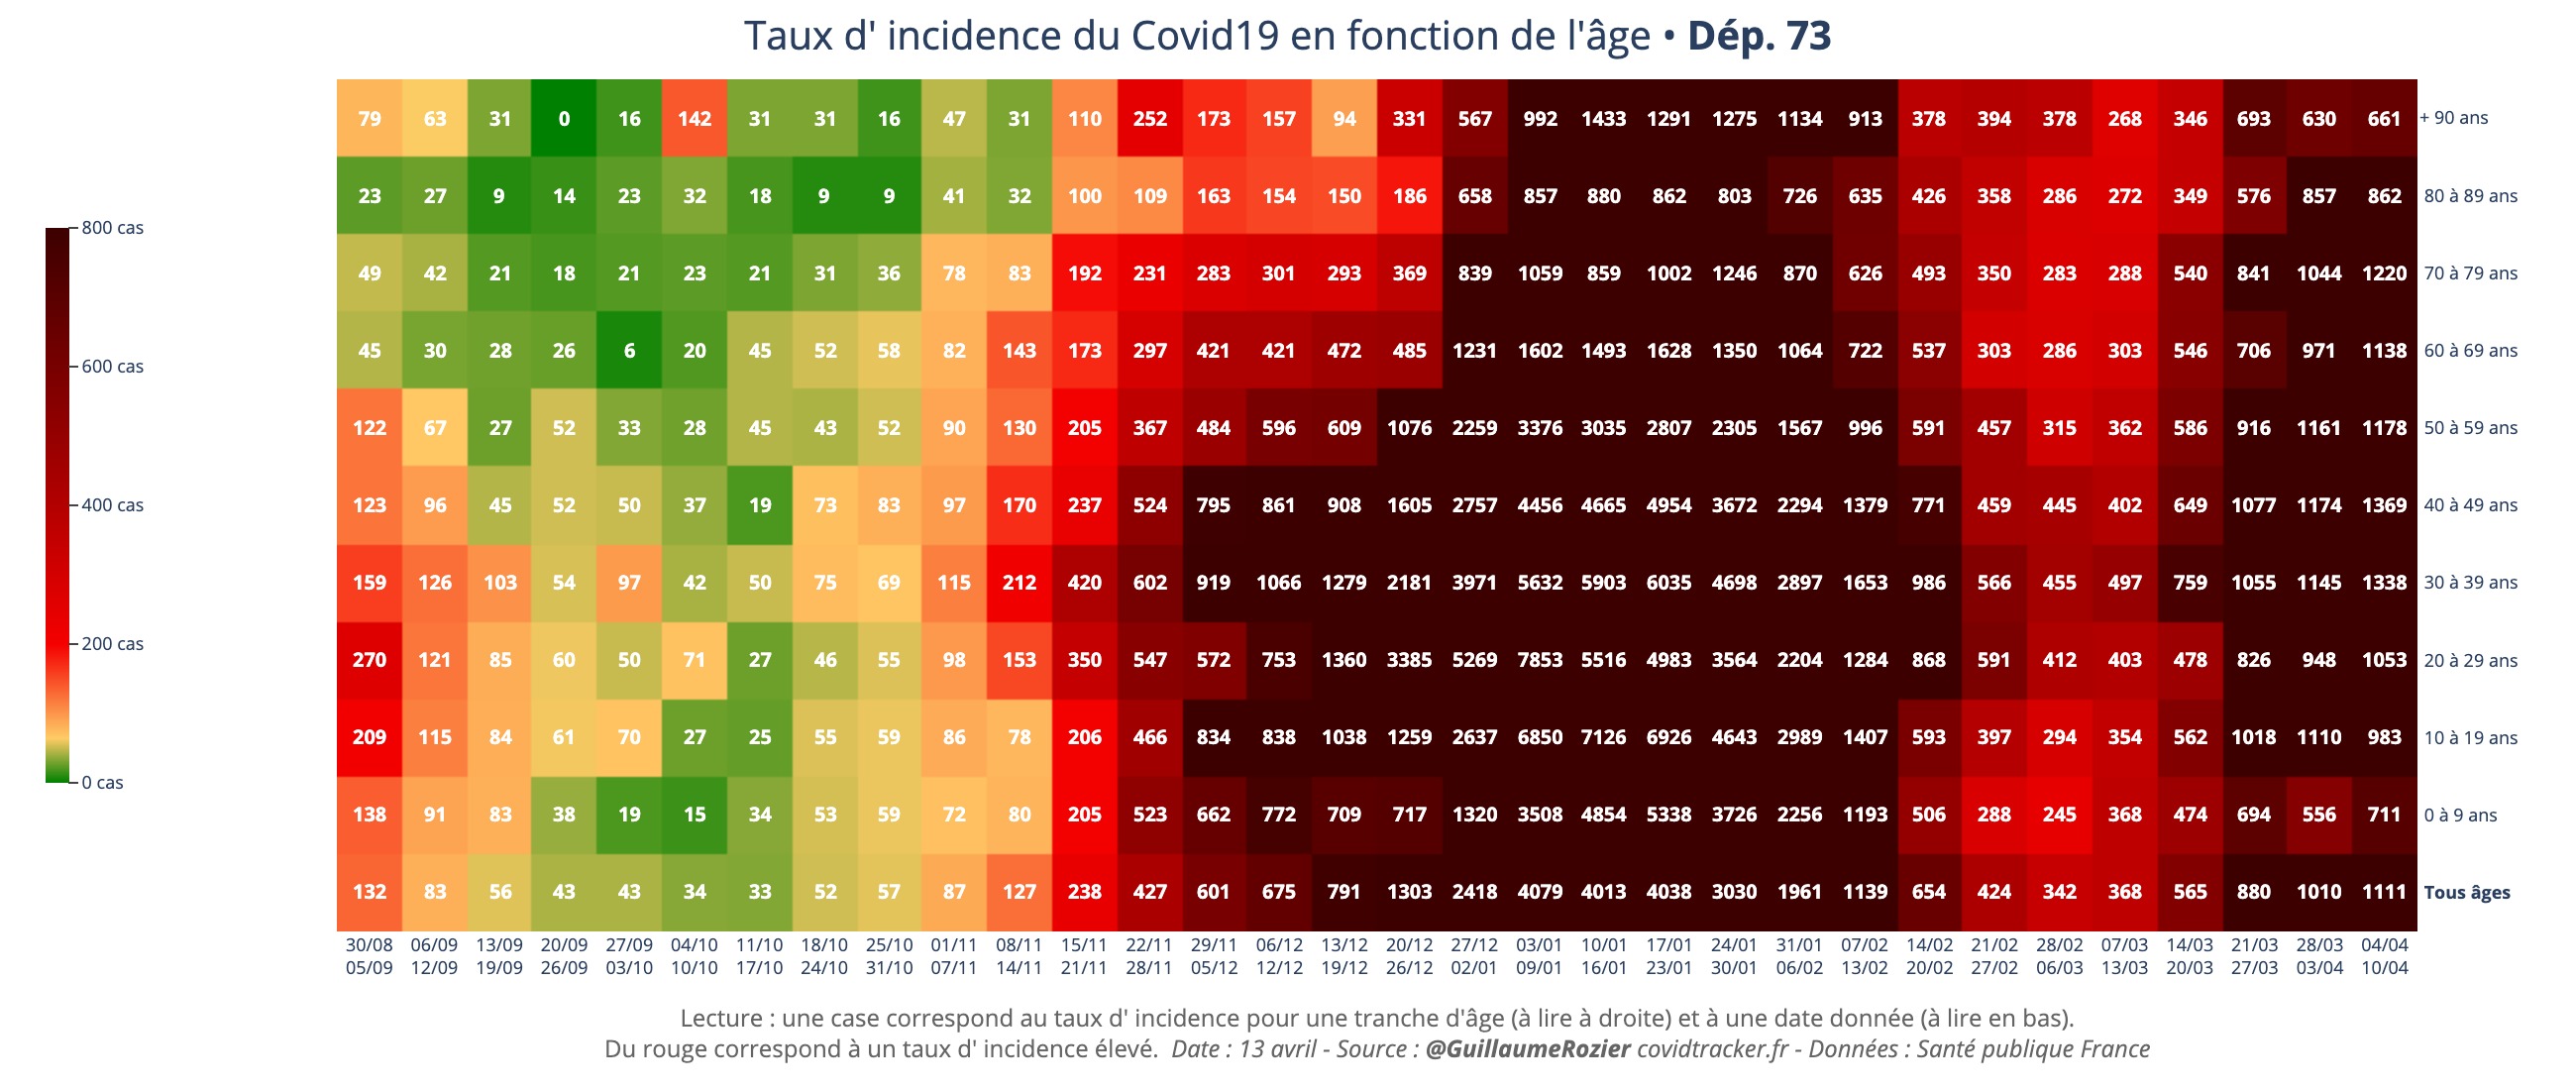 Taux d' incidence du Covid19 en fonction de l'âge • Dép. 73
79 63 31 0 16 142 31 31 16 47 31 110 252 173 157 94 331 567 992 1433 1291 1275 1134 913 378 394 378 268 346 693 630 661 + 90 ans
23 27 9 14 23 32 18 9 9 41 32 100 109 163 154 150 186 658 857 880 862 803 726 635 426 358 286 272 349 576 857 862 80 à 89 ans
800 cas
49 42 21 18 21 23 21 31 36 78 83 192 231 283 301 293 369 839 1059 859 1002 1246 870 626 493 350 283 288 540 841 1044 1220 70 à 79 ans
45 30 28 26 6 20 45 52 58 82 143 173 297 421 421 472 485 1231 1602 1493 1628 1350 1064 722 537 303 286 303 546 706 971 1138 60 à 69 ans
600 cas
122 67 27 52 33 28 45 43 52 90 130 205 367 484 596 609 1076 2259 3376 3035 2807 2305 1567 996 591 457 315 362 586 916 1161 1178 50 à 59 ans
400 cas
123 96 45 52 50 37 19 73 83 97 170 237 524 795 861 908 1605 2757 4456 4665 4954 3672 2294 1379 771 459 445 402 649 1077 1174 1369 40 à 49 ans
159 126 103 54 97 42 50 75 69 115 212 420 602 919 1066 1279 2181 3971 5632 5903 6035 4698 2897 1653 986 566 455 497 759 1055 1145 1338 30 à 39 ans
200 cas
270 121 85 60 50 71 27 46 55 98 153 350 547 572 753 1360 3385 5269 7853 5516 4983 3564 2204 1284 868 591 412 403 478 826 948 1053 20 à 29 ans
209 115 84 61 70 27 25 55 59 86 78 206 466 834 838 1038 1259 2637 6850 7126 6926 4643 2989 1407 593 397 294 354 562 1018 1110 983 10 à 19 ans
0 cas
138 91 83 38 19 15 34 53 59 72 80 205 523 662 772 709 717 1320 3508 4854 5338 3726 2256 1193 506 288 245 368 474 694 556 711 0 à 9 ans
132 83 56 43 43 34 33 52 57 87 127 238 427 601 675 791 1303 2418 4079 4013 4038 3030 1961 1139 654 424 342 368 565 880 1010 1111 Tous âges
30/08 06/09 13/09 20/09 27/09 04/10 11/10 18/10 25/10 01/11 08/11 15/11 22/11 29/11 06/12 13/12 20/12 27/12 03/01 10/01 17/01 24/01 31/01 07/02 14/02 21/02 28/02 07/03 14/03 21/03 28/03 04/04
05/09 12/09 19/09 26/09 03/10 10/10 17/10 24/10 31/10 07/11 14/11 21/11 28/11 05/12 12/12 19/12 26/12 02/01 09/01 16/01 23/01 30/01 06/02 13/02 20/02 27/02 06/03 13/03 20/03 27/03 03/04 10/04
Lecture : une case correspond au taux d' incidence pour une tranche d'âge (à lire à droite) et à une date donnée (à lire en bas).
Du rouge correspond à un taux d' incidence élevé. Date : 13 avril - Source : @GuillaumeRozier covidtracker.fr - Données : Santé publique France